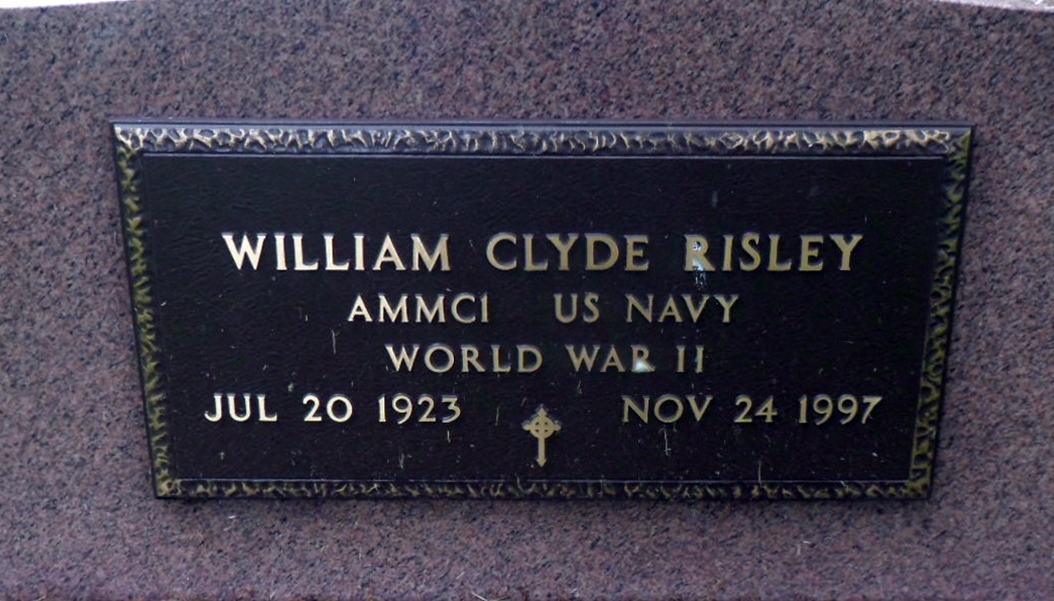 WILLIAM CLYDE RISLEY
AMMC1 US NAVY
WORLD WAR II
JUL 20 1923 NOV 24 1997